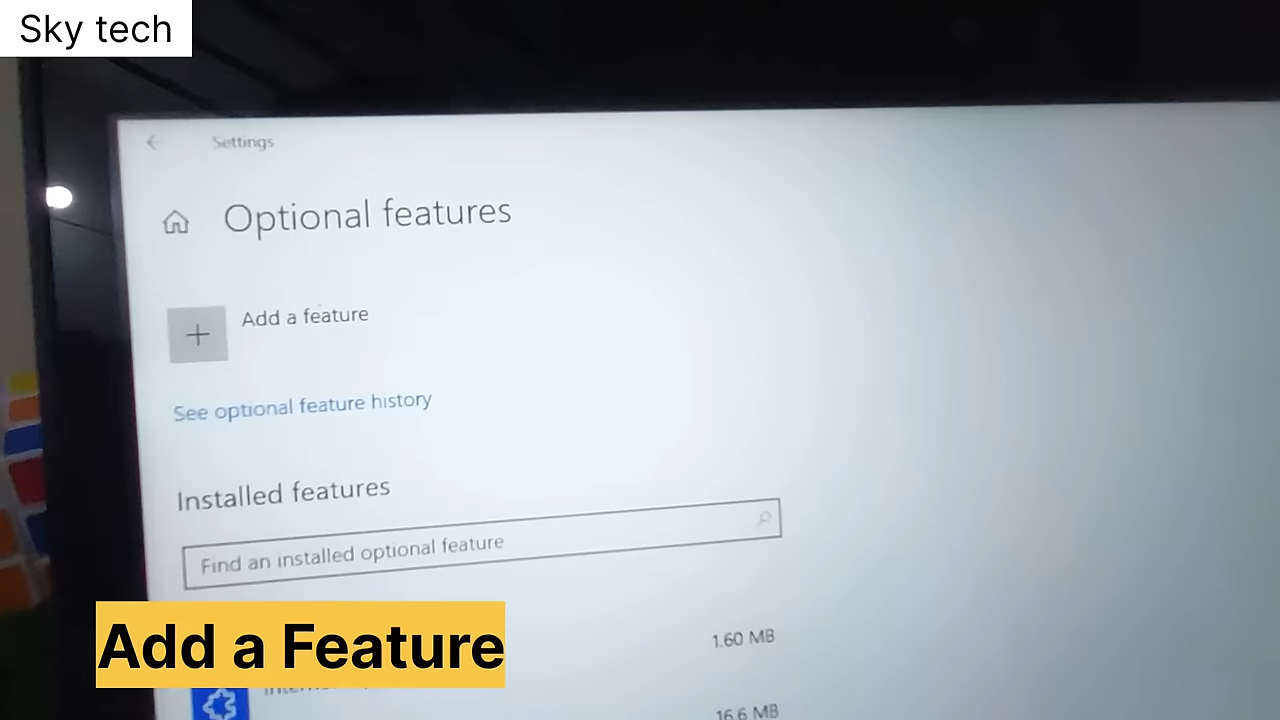 Sky tech
Settings
Optional features
Add a feature
See optional feature history
Installed features
Find an installed optional feature
Add a Feature
1.60 MB
16.6 MB